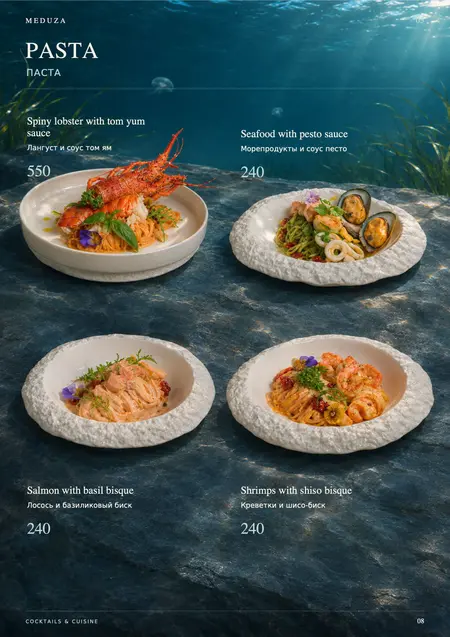 MEDUZA
PASTA
ПАСТА
Spiny lobster with tom yum
sauce
Лангуст и соус том ям
550
Seafood with pesto sauce
Морепродукты и соус песто
240
Salmon with basil bisque
Лосось и базиликовый биск
240
Shrimps with shiso bisque
Креветки и шисо-биск
240
COCKTAILS & CUISINE
08